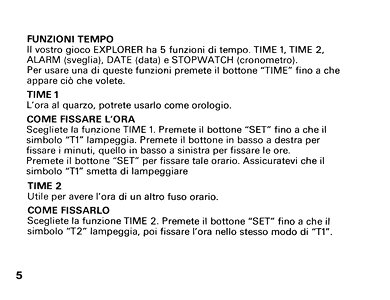 FUNZIONI TEMPO
Il vostro gioco EXPLORER ha 5 funzioni di tempo. TIME 1, TIME 2,
ALARM (sveglia), DATE (data) e STOPWATCH (cronometro).
Per usare una di queste funzioni premete il bottone “TIME” fino a che
appare ciò che volete.
TIME 1
L’ora al quarzo, potrete usarlo come orologio.
COME FISSARE L’ORA
Scegliete la funzione TIME 1. Premete il bottone “SET” fino a che il
simbolo “T1” lampeggia. Premete il bottone in basso a destra per
fissare i minuti, quello in basso a sinistra per fissare le ore.
Premete il bottone “SET” per fissare tale orario. Assicuratevi che il
simbolo “T1” smetta di lampeggiare
TIME 2
Utile per avere l’ora di un altro fuso orario.
COME FISSARLO
Scegliete la funzione TIME 2. Premete il bottone “SET” fino a che il
simbolo “T2” lampeggia, poi fissare l’ora nello stesso modo di “T1”.
5